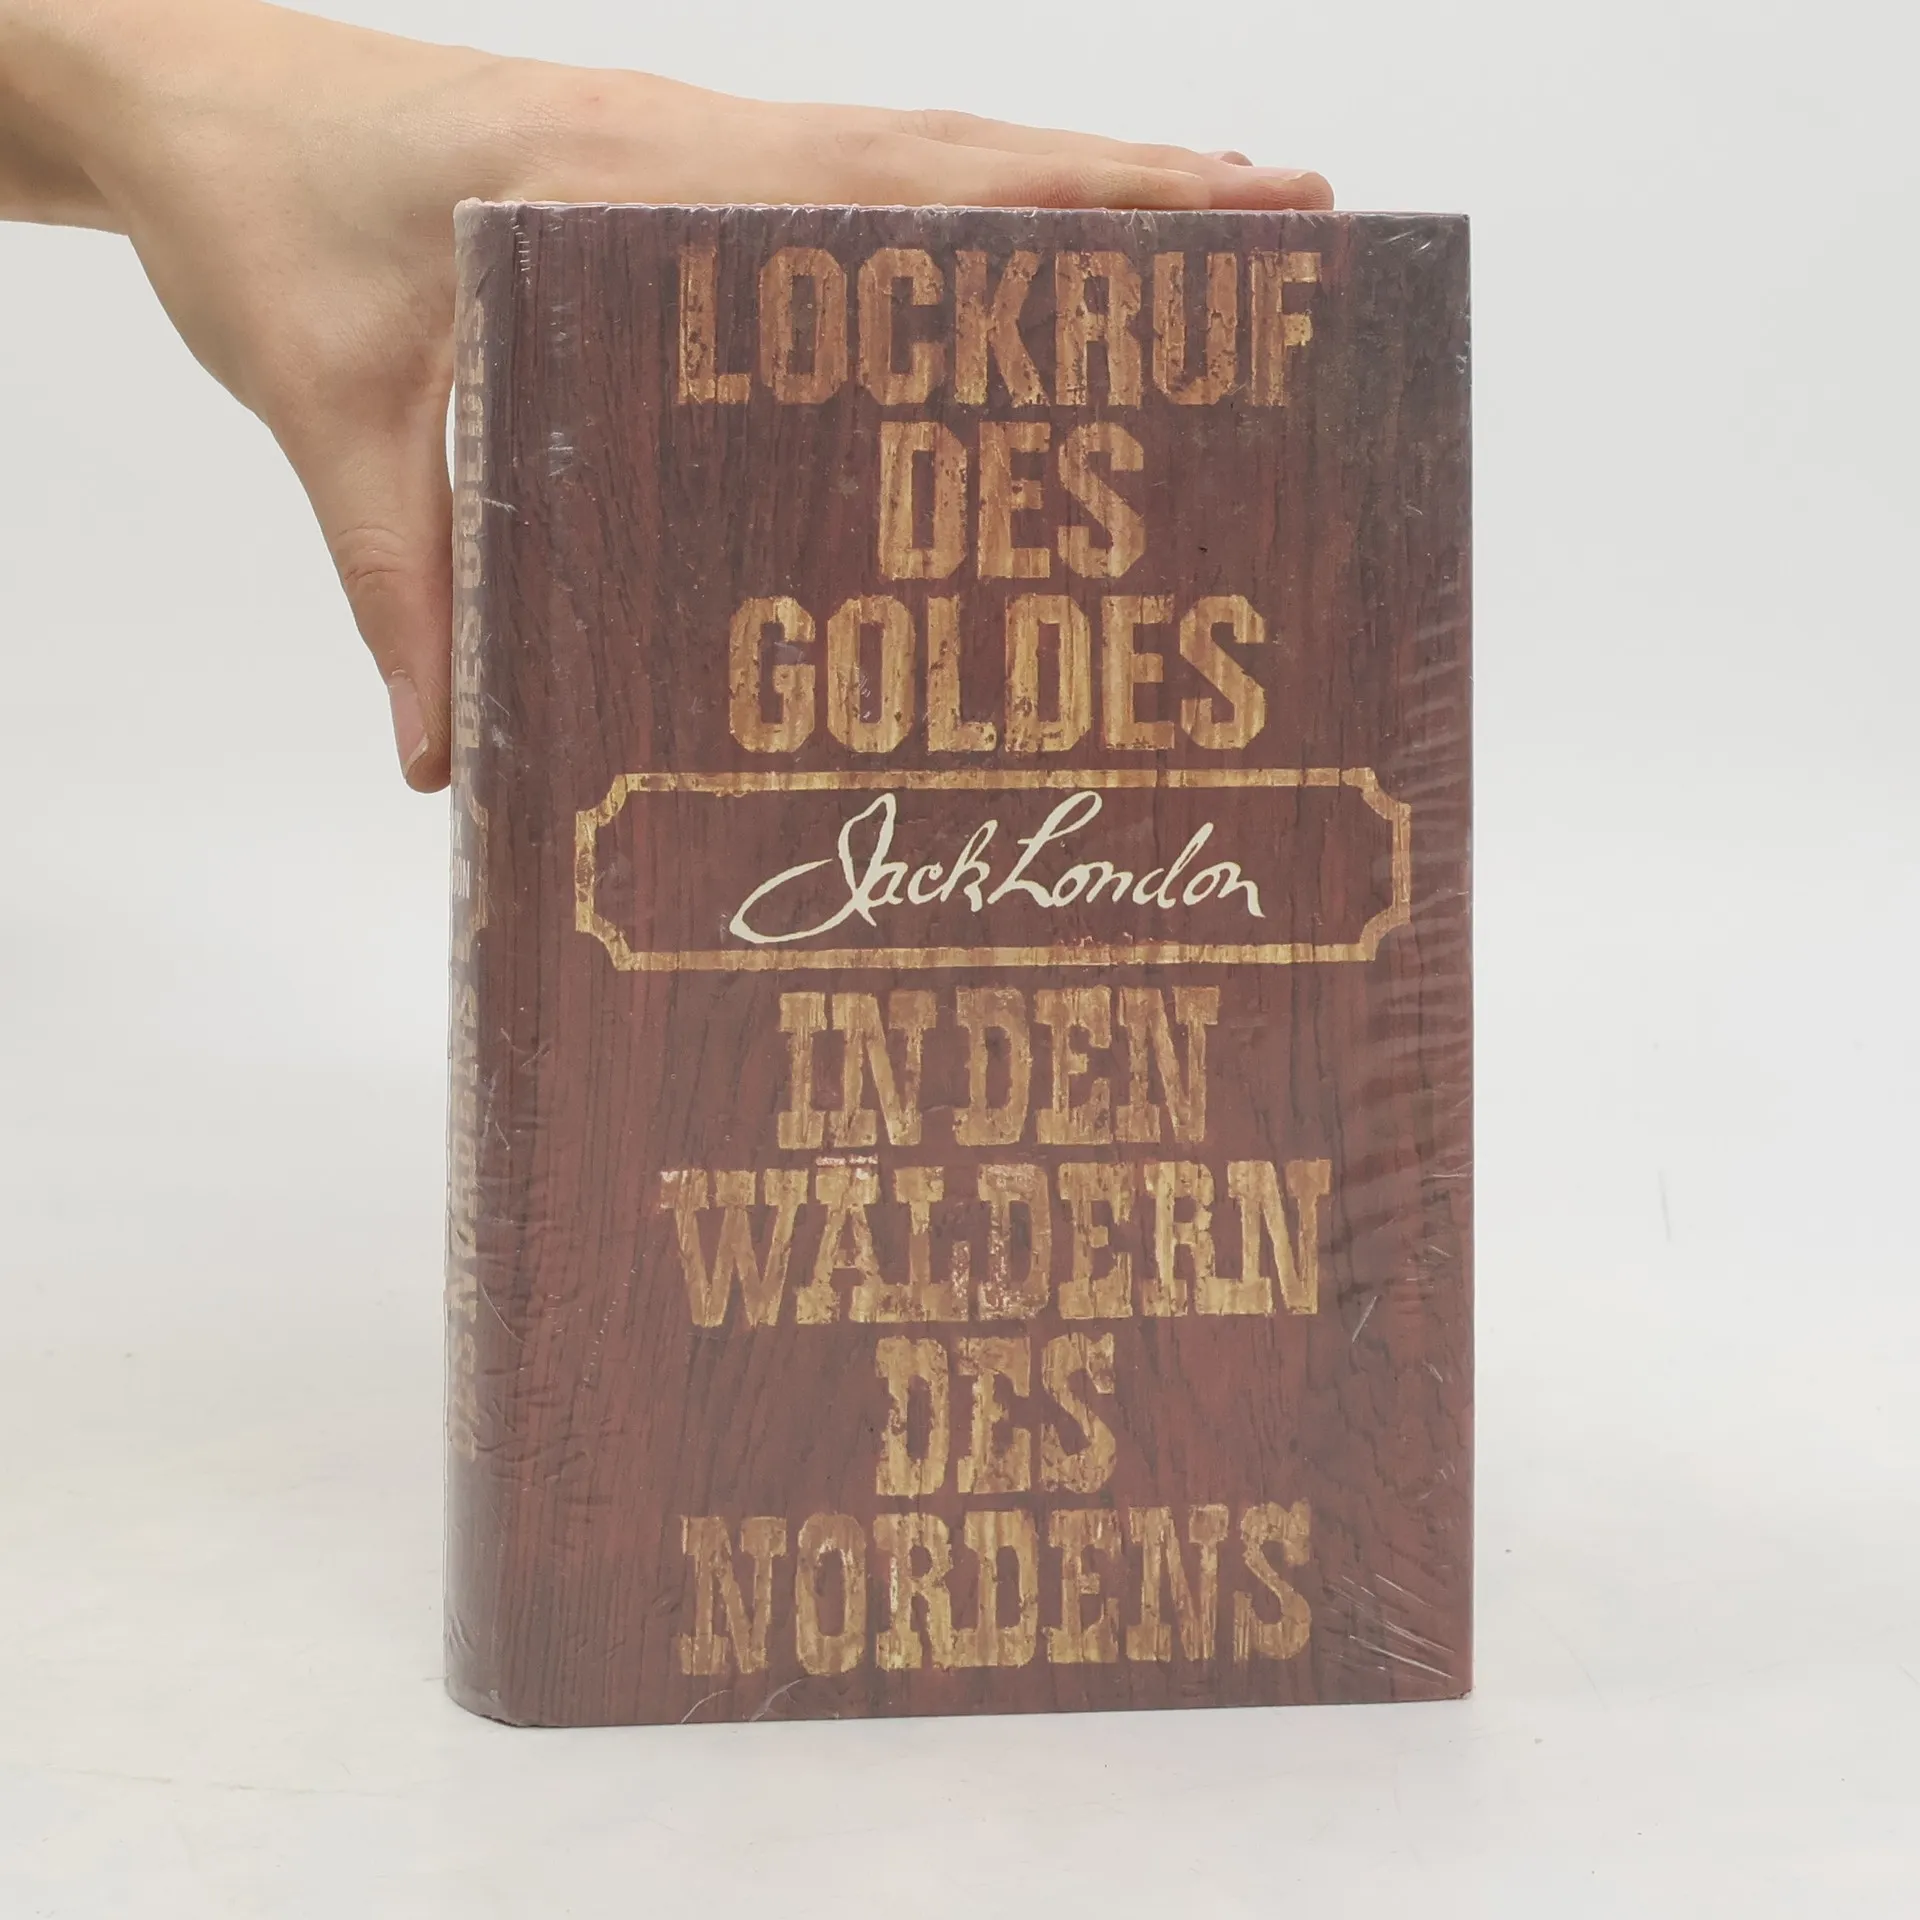 LOCKRUF
DES
GOLDES
Jack London
IN DEN
WÄLDERN
DES
NORDENS